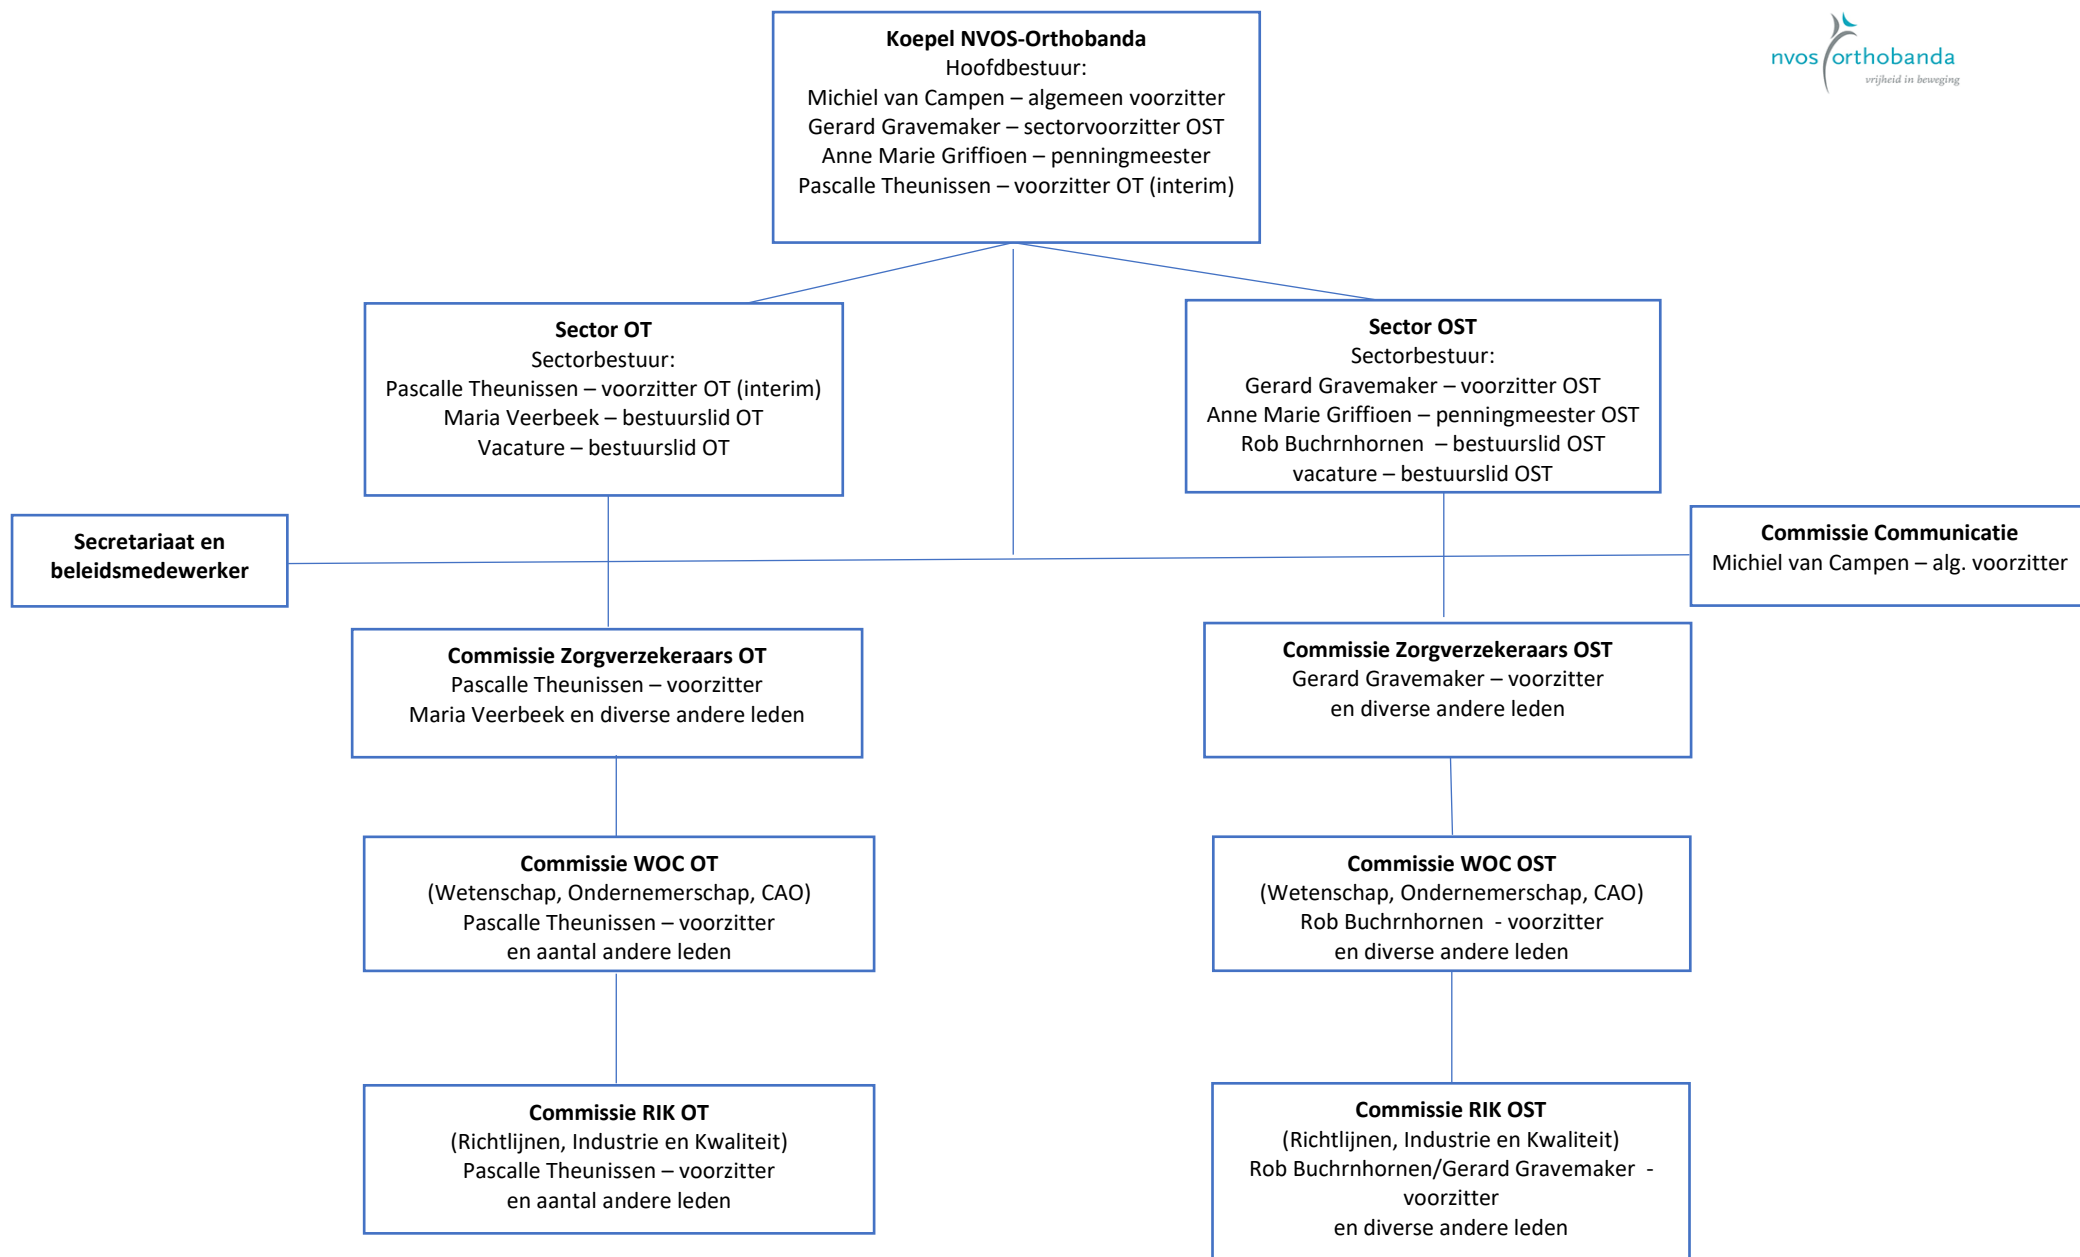 Koepel NVOS-Orthobanda
Hoofdbestuur:
Michiel van Campen – algemeen voorzitter
Gerard Gravemaker – sectorvoorzitter OST
Anne Marie Griffioen – penningmeester
Pascalle Theunissen – voorzitter OT (interim)
nvos orthobanda
vrijheid in beweging
Sector OT
Sectorbestuur:
Pascalle Theunissen – voorzitter OT (interim)
Maria Veerbeek – bestuurslid OT
Vacature – bestuurslid OT
Sector OST
Sectorbestuur:
Gerard Gravemaker – voorzitter OST
Anne Marie Griffioen – penningmeester OST
Rob Buchrnhornen  – bestuurslid OST
vacature – bestuurslid OST
Secretariaat en
beleidsmedewerker
Commissie Communicatie
Michiel van Campen – alg. voorzitter
Commissie Zorgverzekeraars OT
Pascalle Theunissen – voorzitter
Maria Veerbeek en diverse andere leden
Commissie Zorgverzekeraars OST
Gerard Gravemaker – voorzitter
en diverse andere leden
Commissie WOC OT
(Wetenschap, Ondernemerschap, CAO)
Pascalle Theunissen – voorzitter
en aantal andere leden
Commissie WOC OST
(Wetenschap, Ondernemerschap, CAO)
Rob Buchrnhornen  - voorzitter
en diverse andere leden
Commissie RIK OT
(Richtlijnen, Industrie en Kwaliteit)
Pascalle Theunissen – voorzitter
en aantal andere leden
Commissie RIK OST
(Richtlijnen, Industrie en Kwaliteit)
Rob Buchrnhornen/Gerard Gravemaker  -
voorzitter
en diverse andere leden